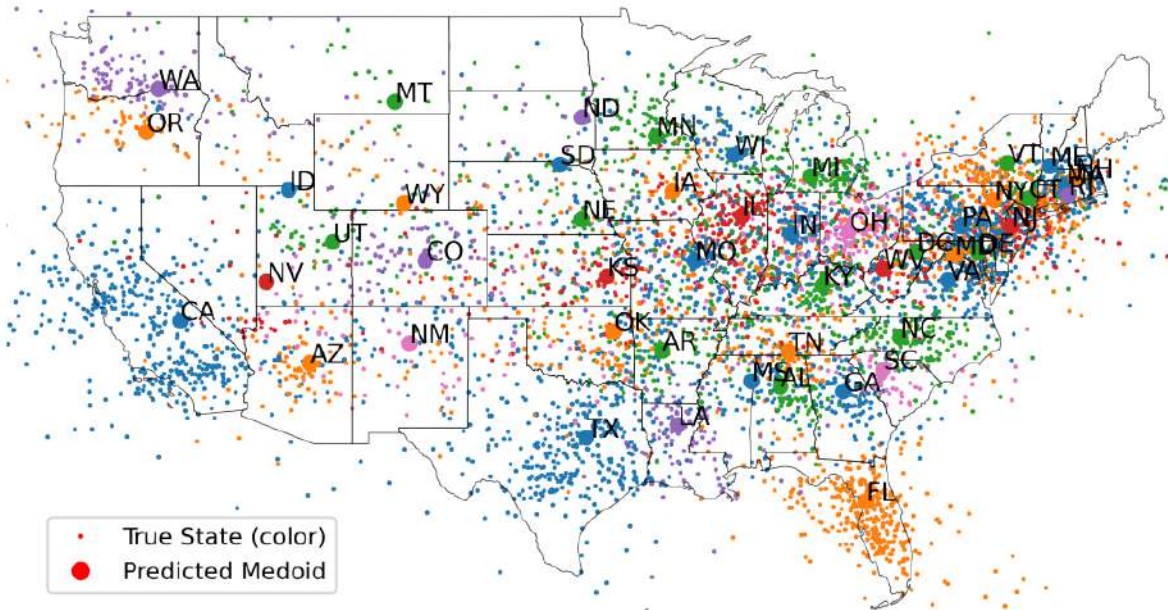 WA
OR
MT
ND
MN
SD
WI
ID
WY
IA
MI
NE
UT
CO
NV
KS
MO
IL
IN
OH
KY
WV
VT
NY
CT
RI
PA
NJ
DC
MD
DE
VA
CA
AZ
NM
OK
AR
TN
NC
SC
MS
AL
GA
LA
TX
FL
True State (color)
Predicted Medoid